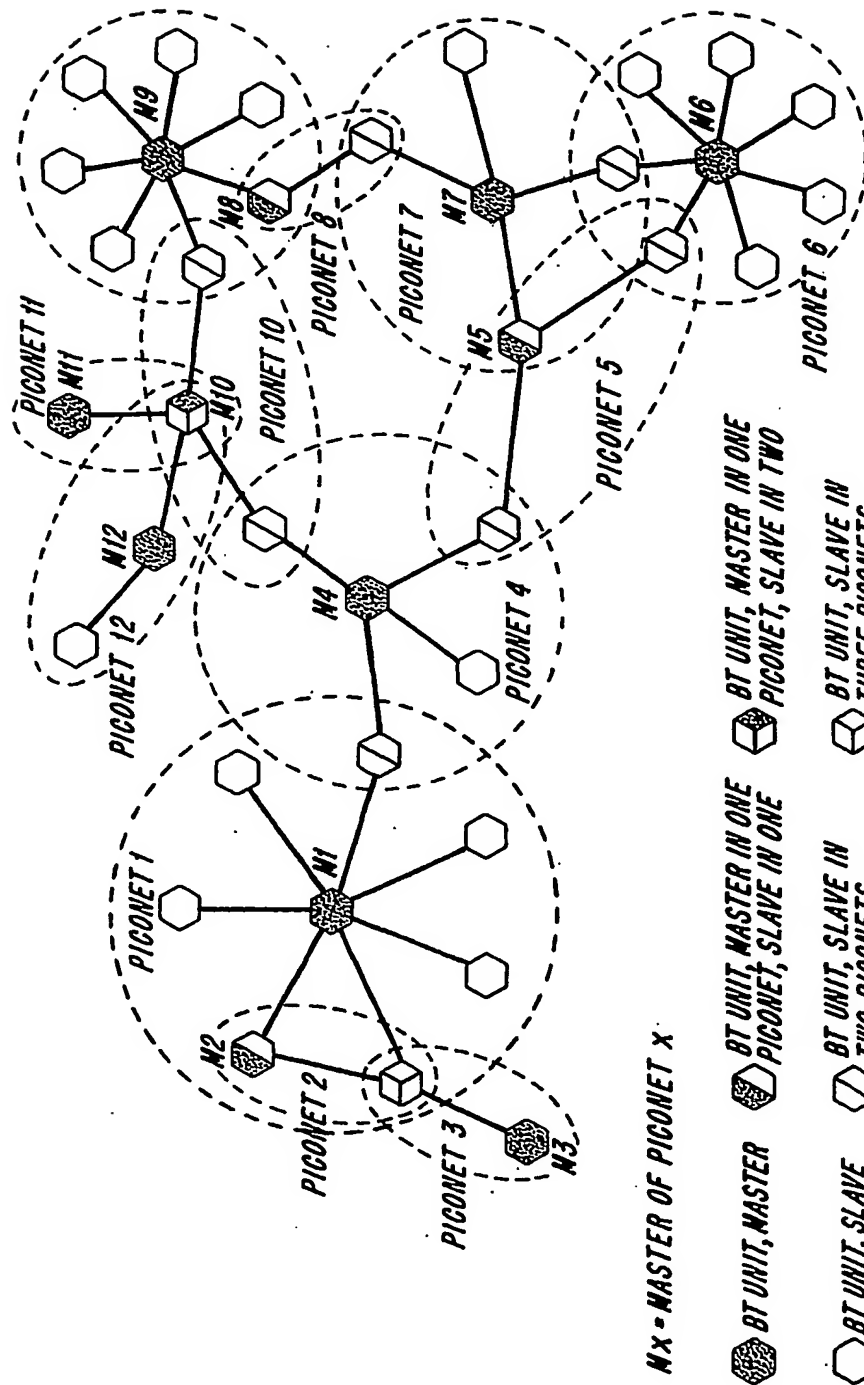 PICONET 11
M11
M9
PICONET 12
M12
M10
PICONET 10
M8
PICONET 8
PICONET 1
M4
PICONET 7
M7
M1
M2
PICONET 2
PICONET 4
M5
PICONET 5
PICONET 3
M3
M6
PICONET 6
Mx = MASTER OF PICONET X
BT UNIT, MASTER
BT UNIT, MASTER IN ONE
PICONET, SLAVE IN ONE
BT UNIT, MASTER IN ONE
PICONET, SLAVE IN TWO
BT UNIT, SLAVE
BT UNIT, SLAVE IN
TWO PICONETS
BT UNIT, SLAVE IN
THREE PICONETS